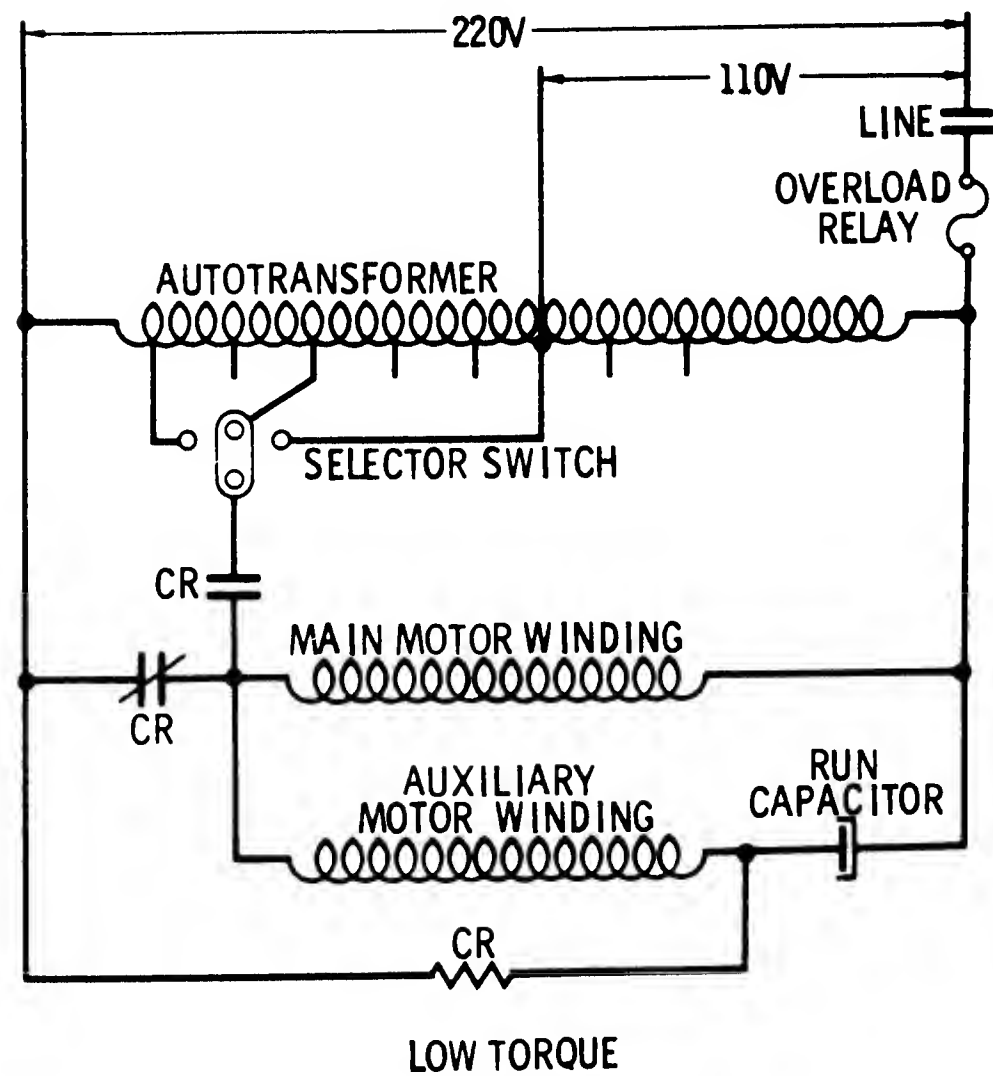 220V
110V
LINE
OVERLOAD
RELAY
AUTOTRANSFORMER
SELECTOR SWITCH
CR
MAIN MOTOR WINDING
CR
AUXILIARY
MOTOR WINDING
RUN
CAPACITOR
CR
LOW TORQUE